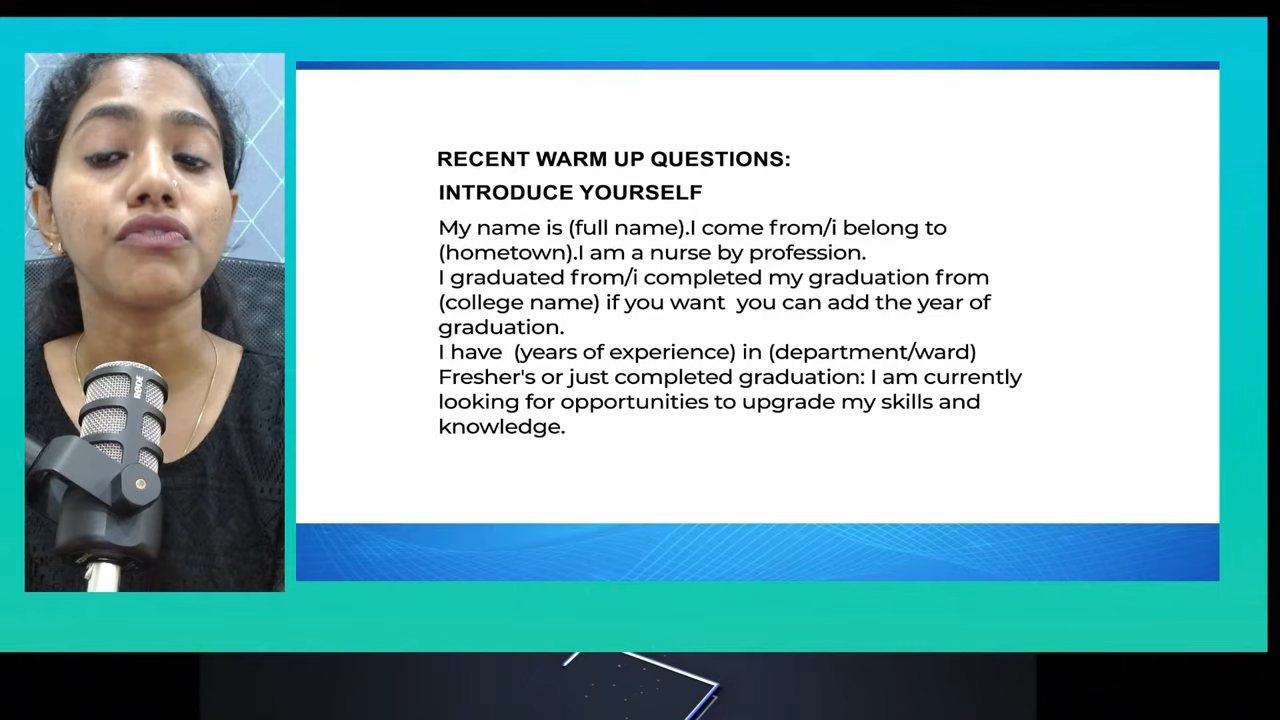 RECENT WARM UP QUESTIONS:
INTRODUCE YOURSELF
My name is (full name).I come from/i belong to
(hometown).I am a nurse by profession.
I graduated from/i completed my graduation from
(college name) if you want  you can add the year of
graduation.
I have  (years of experience) in (department/ward)
Fresher's or just completed graduation: I am currently
looking for opportunities to upgrade my skills and
knowledge.
RODE